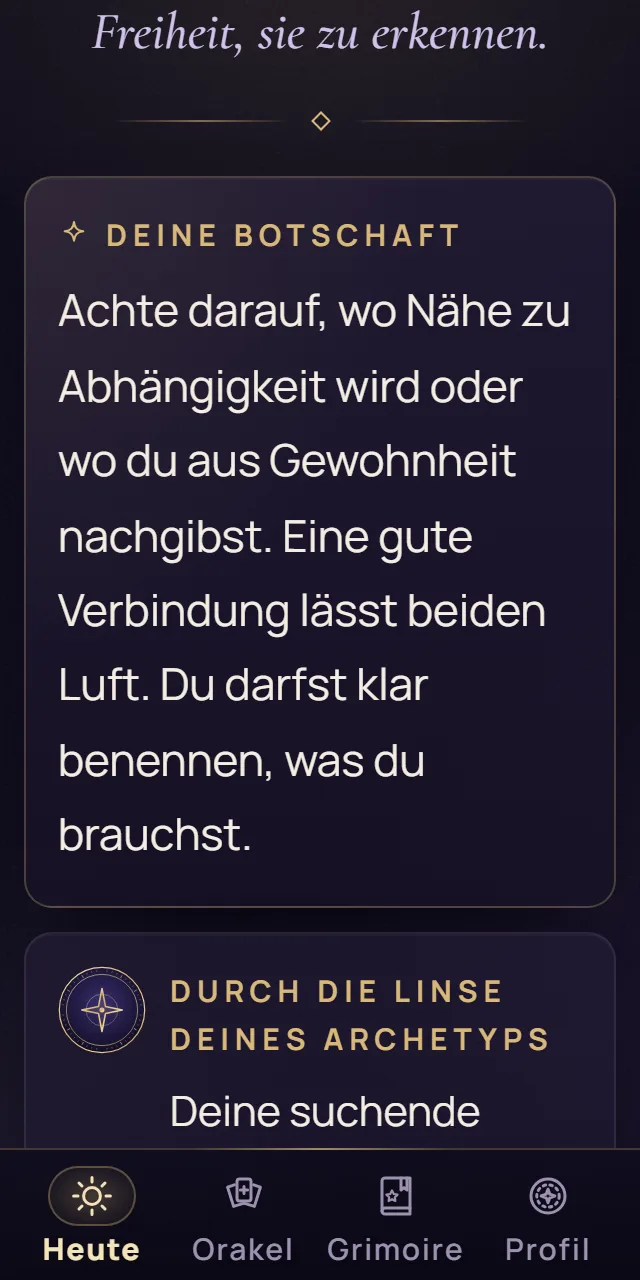 Freiheit, sie zu erkennen.
DEINE BOTSCHAFT
Achte darauf, wo Nähe zu
Abhängigkeit wird oder
wo du aus Gewohnheit
nachgibst. Eine gute
Verbindung lässt beiden
Luft. Du darfst klar
benennen, was du
brauchst.
DURCH DIE LINSE
DEINES ARCHETYPS
Deine suchende
Heute
Orakel
Grimoire
Profil